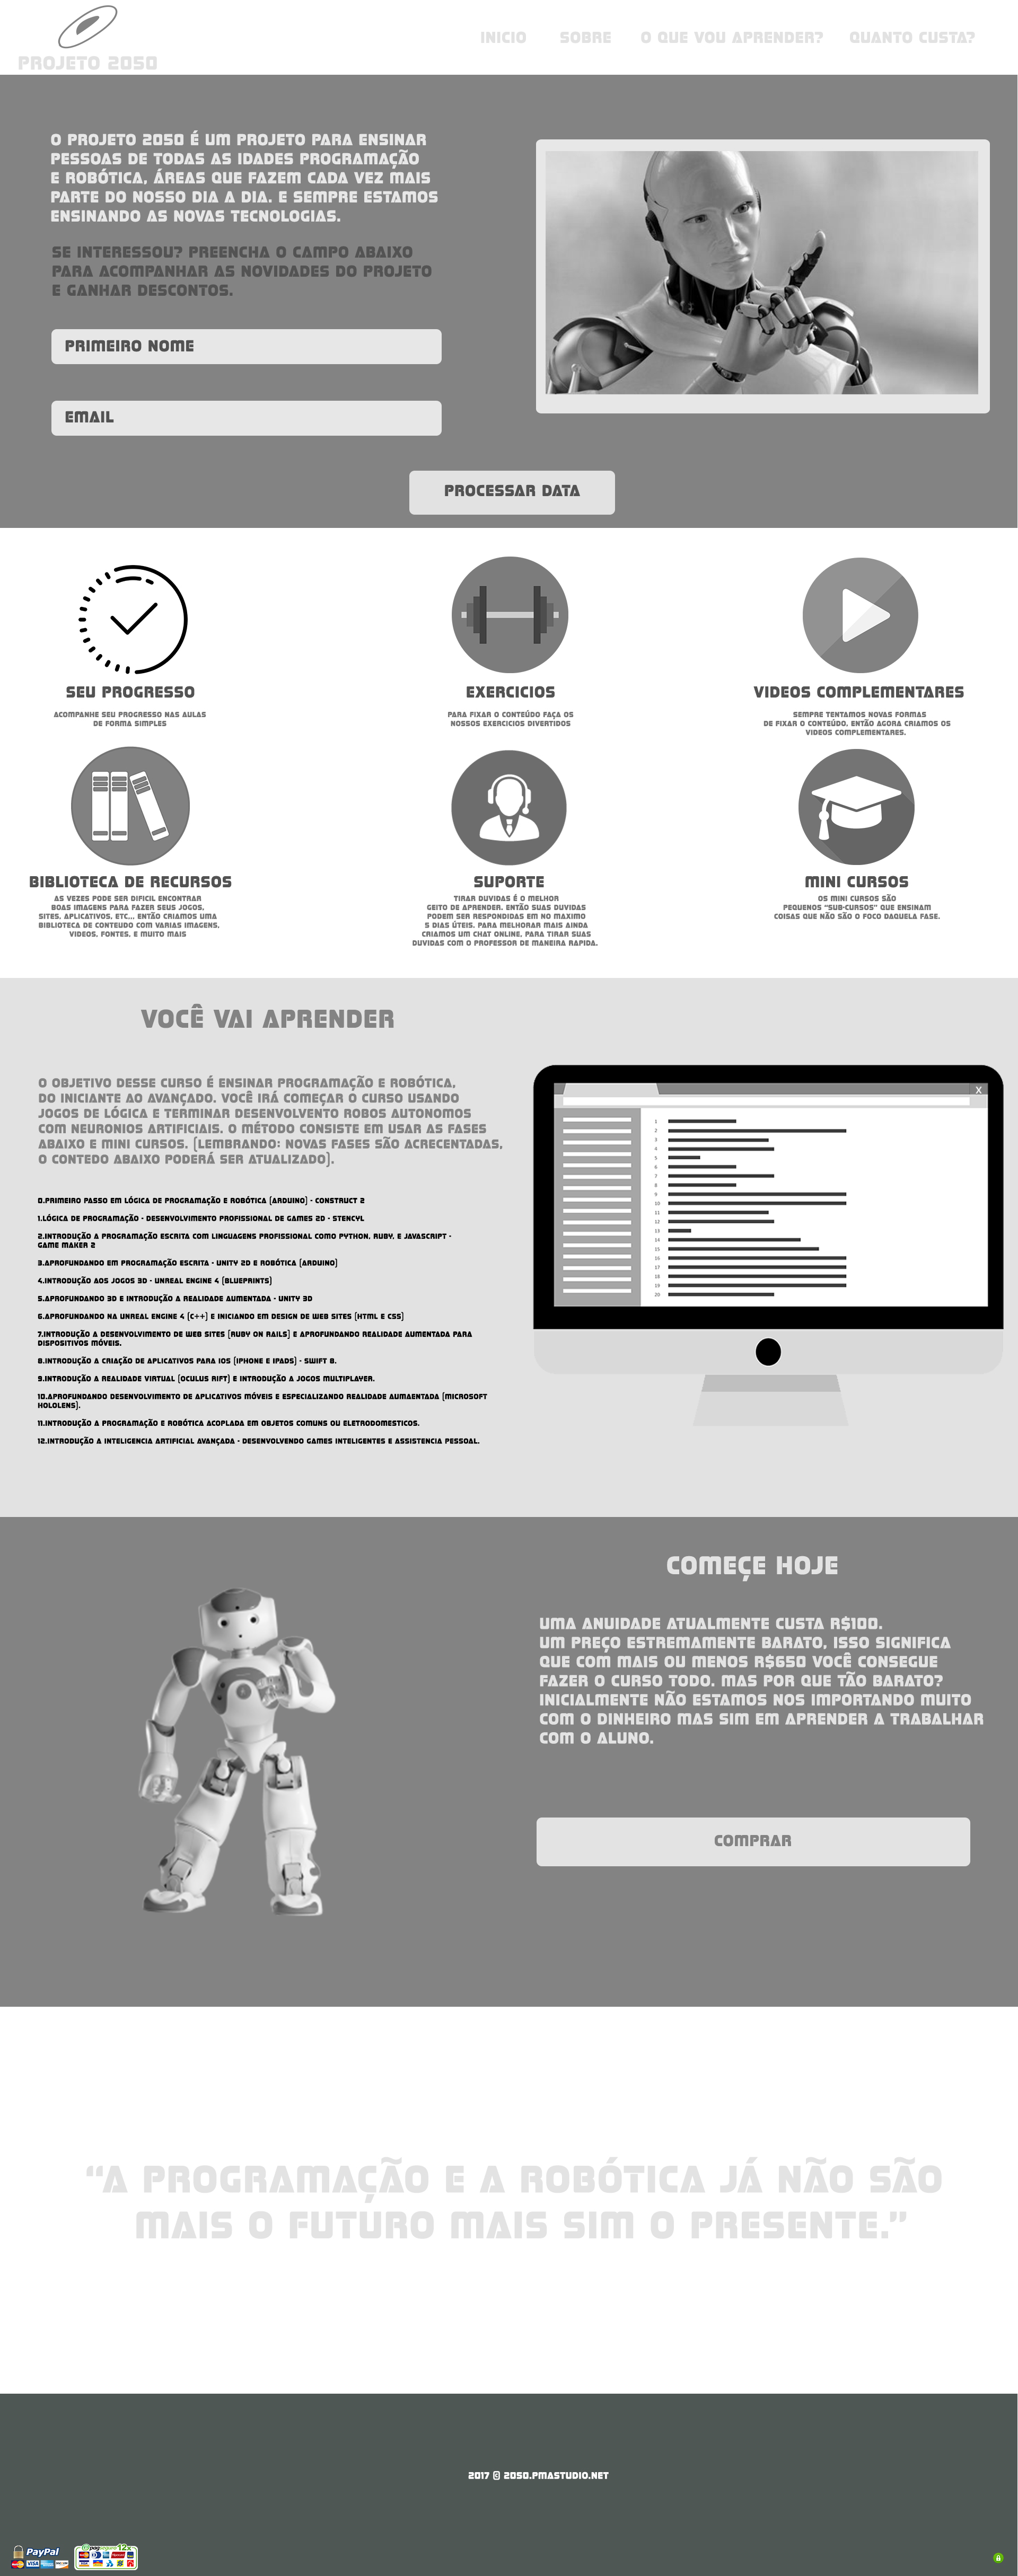 PROJETO 2050
INICIO
SOBRE
O QUE VOU APRENDER?
QUANTO CUSTA?
O PROJETO 2050 É UM PROJETO PARA ENSINAR
PESSOAS DE TODAS AS IDADES PROGRAMAÇÃO
E ROBÓTICA, ÁREAS QUE FAZEM CADA VEZ MAIS
PARTE DO NOSSO DIA A DIA. E SEMPRE ESTAMOS
ENSINANDO AS NOVAS TECNOLOGIAS.
SE INTERESSOU? PREENCHA O CAMPO ABAIXO
PARA ACOMPANHAR AS NOVIDADES DO PROJETO
E GANHAR DESCONTOS.
PRIMEIRO NOME
EMAIL
PROCESSAR DATA
SEU PROGRESSO
ACOMPANHE SEU PROGRESSO NAS AULAS
DE FORMA SIMPLES
EXERCICIOS
PARA FIXAR O CONTEÚDO FAÇA OS
NOSSOS EXERCICIOS DIVERTIDOS
VIDEOS COMPLEMENTARES
SEMPRE TENTAMOS NOVAS FORMAS
DE FIXAR O CONTEÚDO, ENTÃO AGORA CRIAMOS OS
VIDEOS COMPLEMENTARES.
BIBLIOTECA DE RECURSOS
AS VEZES PODE SER DIFICIL ENCONTRAR
BOAS IMAGENS PARA FAZER SEUS JOGOS,
SITES, APLICATIVOS, ETC... ENTÃO CRIAMOS UMA
BIBLIOTECA DE CONTEUDO COM VARIAS IMAGENS,
VIDEOS, FONTES, E MUITO MAIS
SUPORTE
TIRAR DUVIDAS É O MELHOR
GEITO DE APRENDER. ENTÃO SUAS DUVIDAS
PODEM SER RESPONDIDAS EM NO MAXIMO
5 DIAS ÚTEIS. PARA MELHORAR MAIS AINDA
CRIAMOS UM CHAT ONLINE, PARA TIRAR SUAS
DUVIDAS COM O PROFESSOR DE MANEIRA RAPIDA.
MINI CURSOS
OS MINI CURSOS SÃO
PEQUENOS "SUB-CURSOS" QUE ENSINAM
COISAS QUE NÃO SÃO O FOCO DAQUELA FASE.
VOCÊ VAI APRENDER
O OBJETIVO DESSE CURSO É ENSINAR PROGRAMAÇÃO E ROBÓTICA,
DO INICIANTE AO AVANÇADO. VOCÊ IRÁ COMEÇAR O CURSO USANDO
JOGOS DE LÓGICA E TERMINAR DESENVOLVENTO ROBOS AUTONOMOS
COM NEURONIOS ARTIFICIAIS. O MÉTODO CONSISTE EM USAR AS FASES
ABAIXO E MINI CURSOS. (LEMBRANDO: NOVAS FASES SÃO ACRECENTADAS,
O CONTEDO ABAIXO PODERÁ SER ATUALIZADO).
0.PRIMEIRO PASSO EM LÓGICA DE PROGRAMAÇÃO E ROBÓTICA (ARDUINO) - CONSTRUCT 2
1.LÓGICA DE PROGRAMAÇÃO - DESENVOLVIMENTO PROFISSIONAL DE GAMES 2D - STENCYL
2.INTRODUÇÃO A PROGRAMAÇÃO ESCRITA COM LINGUAGENS PROFISSIONAL COMO PYTHON, RUBY, E JAVASCRIPT -
GAME MAKER 2
3.APROFUNDANDO EM PROGRAMAÇÃO ESCRITA - UNITY 2D E ROBÓTICA (ARDUINO)
4.INTRODUÇÃO AOS JOGOS 3D - UNREAL ENGINE 4 (BLUEPRINTS)
5.APROFUNDANDO 3D E INTRODUÇÃO A REALIDADE AUMENTADA - UNITY 3D
6.APROFUNDANDO NA UNREAL ENGINE 4 (C++) E INICIANDO EM DESIGN DE WEB SITES (HTML E CSS)
7.INTRODUÇÃO A DESENVOLVIMENTO DE WEB SITES (RUBY ON RAILS) E APROFUNDANDO REALIDADE AUMENTADA PARA
DISPOSITIVOS MÓVEIS.
8.INTRODUÇÃO A CRIAÇÃO DE APLICATIVOS PARA IOS (IPHONE E IPADS) - SWIFT 8.
9.INTRODUÇÃO A REALIDADE VIRTUAL (OCULUS RIFT) E INTRODUÇÃO A JOGOS MULTIPLAYER.
10.APROFUNDANDO DESENVOLVIMENTO DE APLICATIVOS MÓVEIS E ESPECIALIZANDO REALIDADE AUMAENTADA (MICROSOFT
HOLOLENS).
11.INTRODUÇÃO A PROGRAMAÇÃO E ROBÓTICA ACOPLADA EM OBJETOS COMUNS OU ELETRODOMESTICOS.
12.INTRODUÇÃO A INTELIGENCIA ARTIFICIAL AVANÇADA - DESENVOLVENDO GAMES INTELIGENTES E ASSISTENCIA PESSOAL.
X
1
2
3
4
5
6
7
8
9
10
11
12
13
14
15
16
17
18
19
20
COMEÇE HOJE
UMA ANUIDADE ATUALMENTE CUSTA R$100.
UM PREÇO ESTREMAMENTE BARATO, ISSO SIGNIFICA
QUE COM MAIS OU MENOS R$650 VOCÊ CONSEGUE
FAZER O CURSO TODO. MAS POR QUE TÃO BARATO?
INICIALMENTE NÃO ESTAMOS NOS IMPORTANDO MUITO
COM O DINHEIRO MAS SIM EM APRENDER A TRABALHAR
COM O ALUNO.
COMPRAR
“A PROGRAMAÇÃO E A ROBÓTICA JÁ NÃO SÃO
MAIS O FUTURO MAIS SIM O PRESENTE.”
2017 © 2050.PMASTUDIO.NET
PayPal
VISA
12x